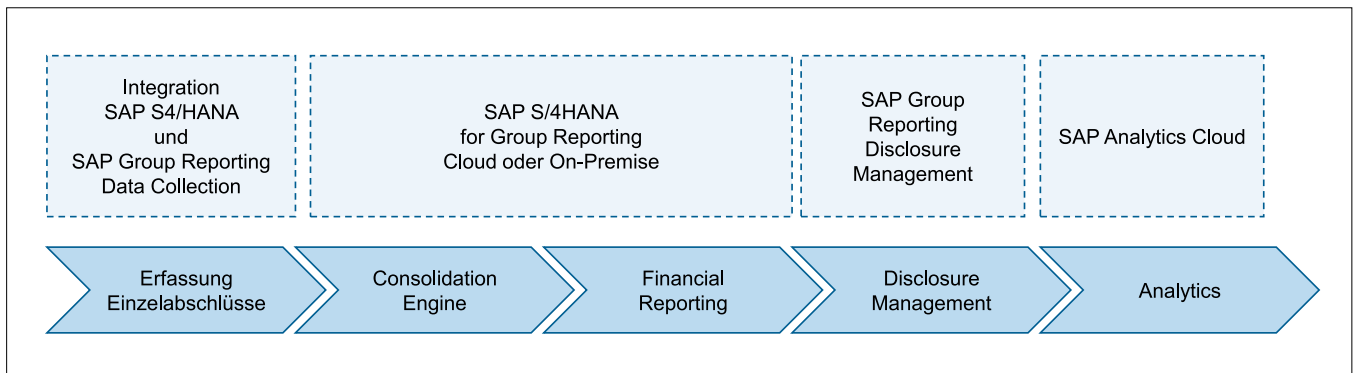 Integration
SAP S4/HANA
und
SAP Group Reporting
Data Collection
SAP S/4HANA
for Group Reporting
Cloud oder On-Premise
SAP Group
Reporting
Disclosure
Management
SAP Analytics Cloud
Erfassung
Einzelabschlüsse
Consolidation
Engine
Financial
Reporting
Disclosure
Management
Analytics